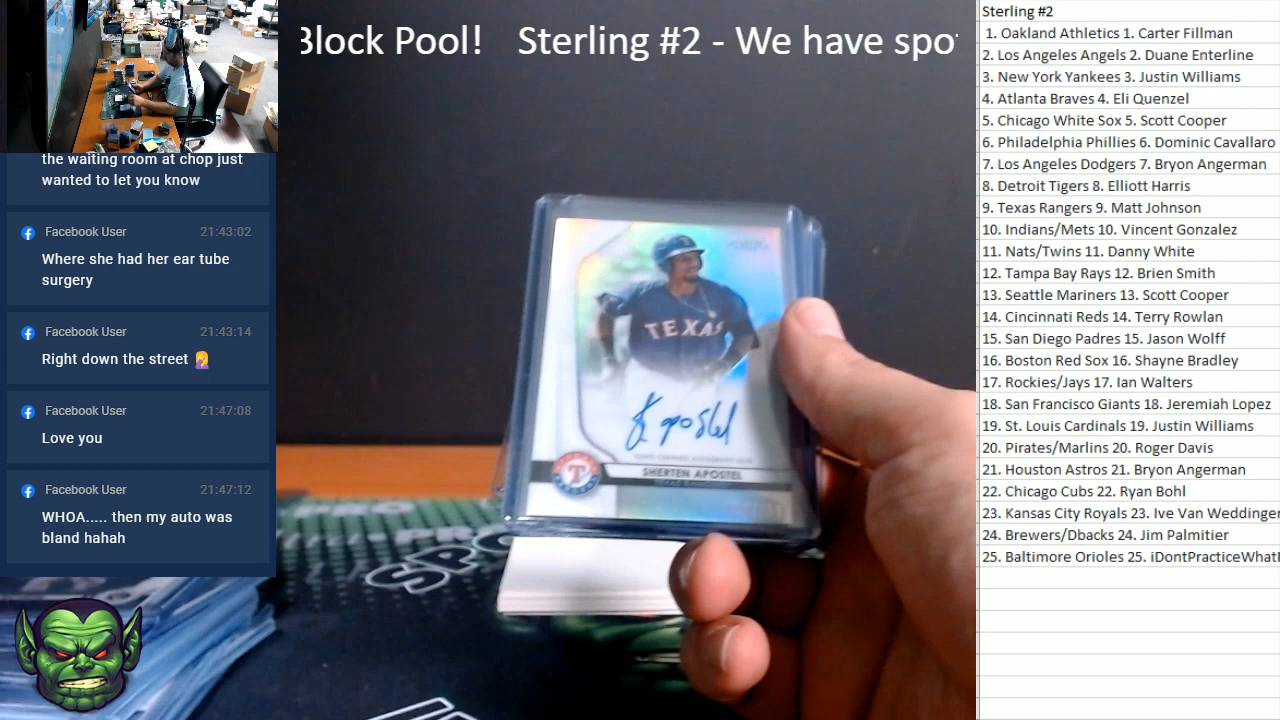 Block Pool! Sterling #2 - We have spo
the waiting room at chop just
wanted to let you know
Facebook User 21:43:02
Where she had her ear tube
surgery
Facebook User 21:43:14
Right down the street
Facebook User 21:47:08
Love you
Facebook User 21:47:12
WHOA..... then my auto was
bland hahah
TEXAS
SHERTEN APOSTEL
Sterling #2
1. Oakland Athletics 1. Carter Fillman
2. Los Angeles Angels 2. Duane Enterline
3. New York Yankees 3. Justin Williams
4. Atlanta Braves 4. Eli Quenzel
5. Chicago White Sox 5. Scott Cooper
6. Philadelphia Phillies 6. Dominic Cavallaro
7. Los Angeles Dodgers 7. Bryon Angerman
8. Detroit Tigers 8. Elliott Harris
9. Texas Rangers 9. Matt Johnson
10. Indians/Mets 10. Vincent Gonzalez
11. Nats/Twins 11. Danny White
12. Tampa Bay Rays 12. Brien Smith
13. Seattle Mariners 13. Scott Cooper
14. Cincinnati Reds 14. Terry Rowlan
15. San Diego Padres 15. Jason Wolff
16. Boston Red Sox 16. Shayne Bradley
17. Rockies/Jays 17. Ian Walters
18. San Francisco Giants 18. Jeremiah Lopez
19. St. Louis Cardinals 19. Justin Williams
20. Pirates/Marlins 20. Roger Davis
21. Houston Astros 21. Bryon Angerman
22. Chicago Cubs 22. Ryan Bohl
23. Kansas City Royals 23. Ive Van Weddinger
24. Brewers/Dbacks 24. Jim Palmitier
25. Baltimore Orioles 25. iDontPracticeWhatI